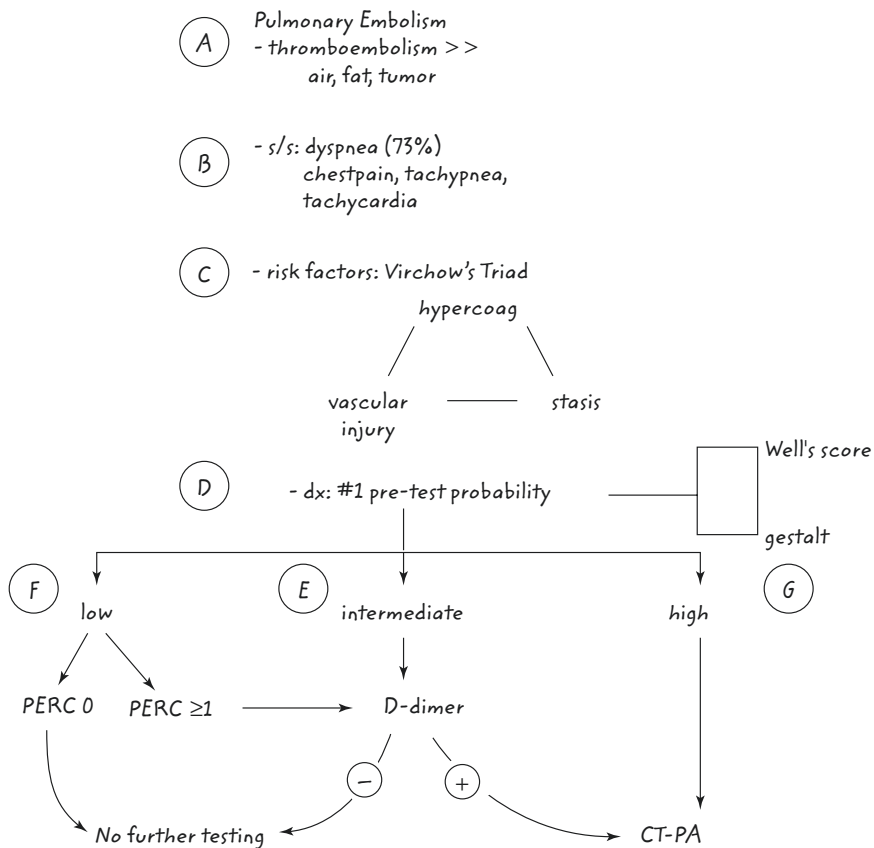 A
Pulmonary Embolism
- thromboembolism > >
air, fat, tumor
B
- s/s: dyspnea (73%)
chestpain, tachypnea,
tachycardia
C
- risk factors: Virchow's Triad
hypercoag
vascular
injury
stasis
D
- dx: #1 pre-test probability
Well's score
gestalt
F
low
E
intermediate
high
G
PERC 0
PERC ≥1
D-dimer
−
+
No further testing
CT-PA